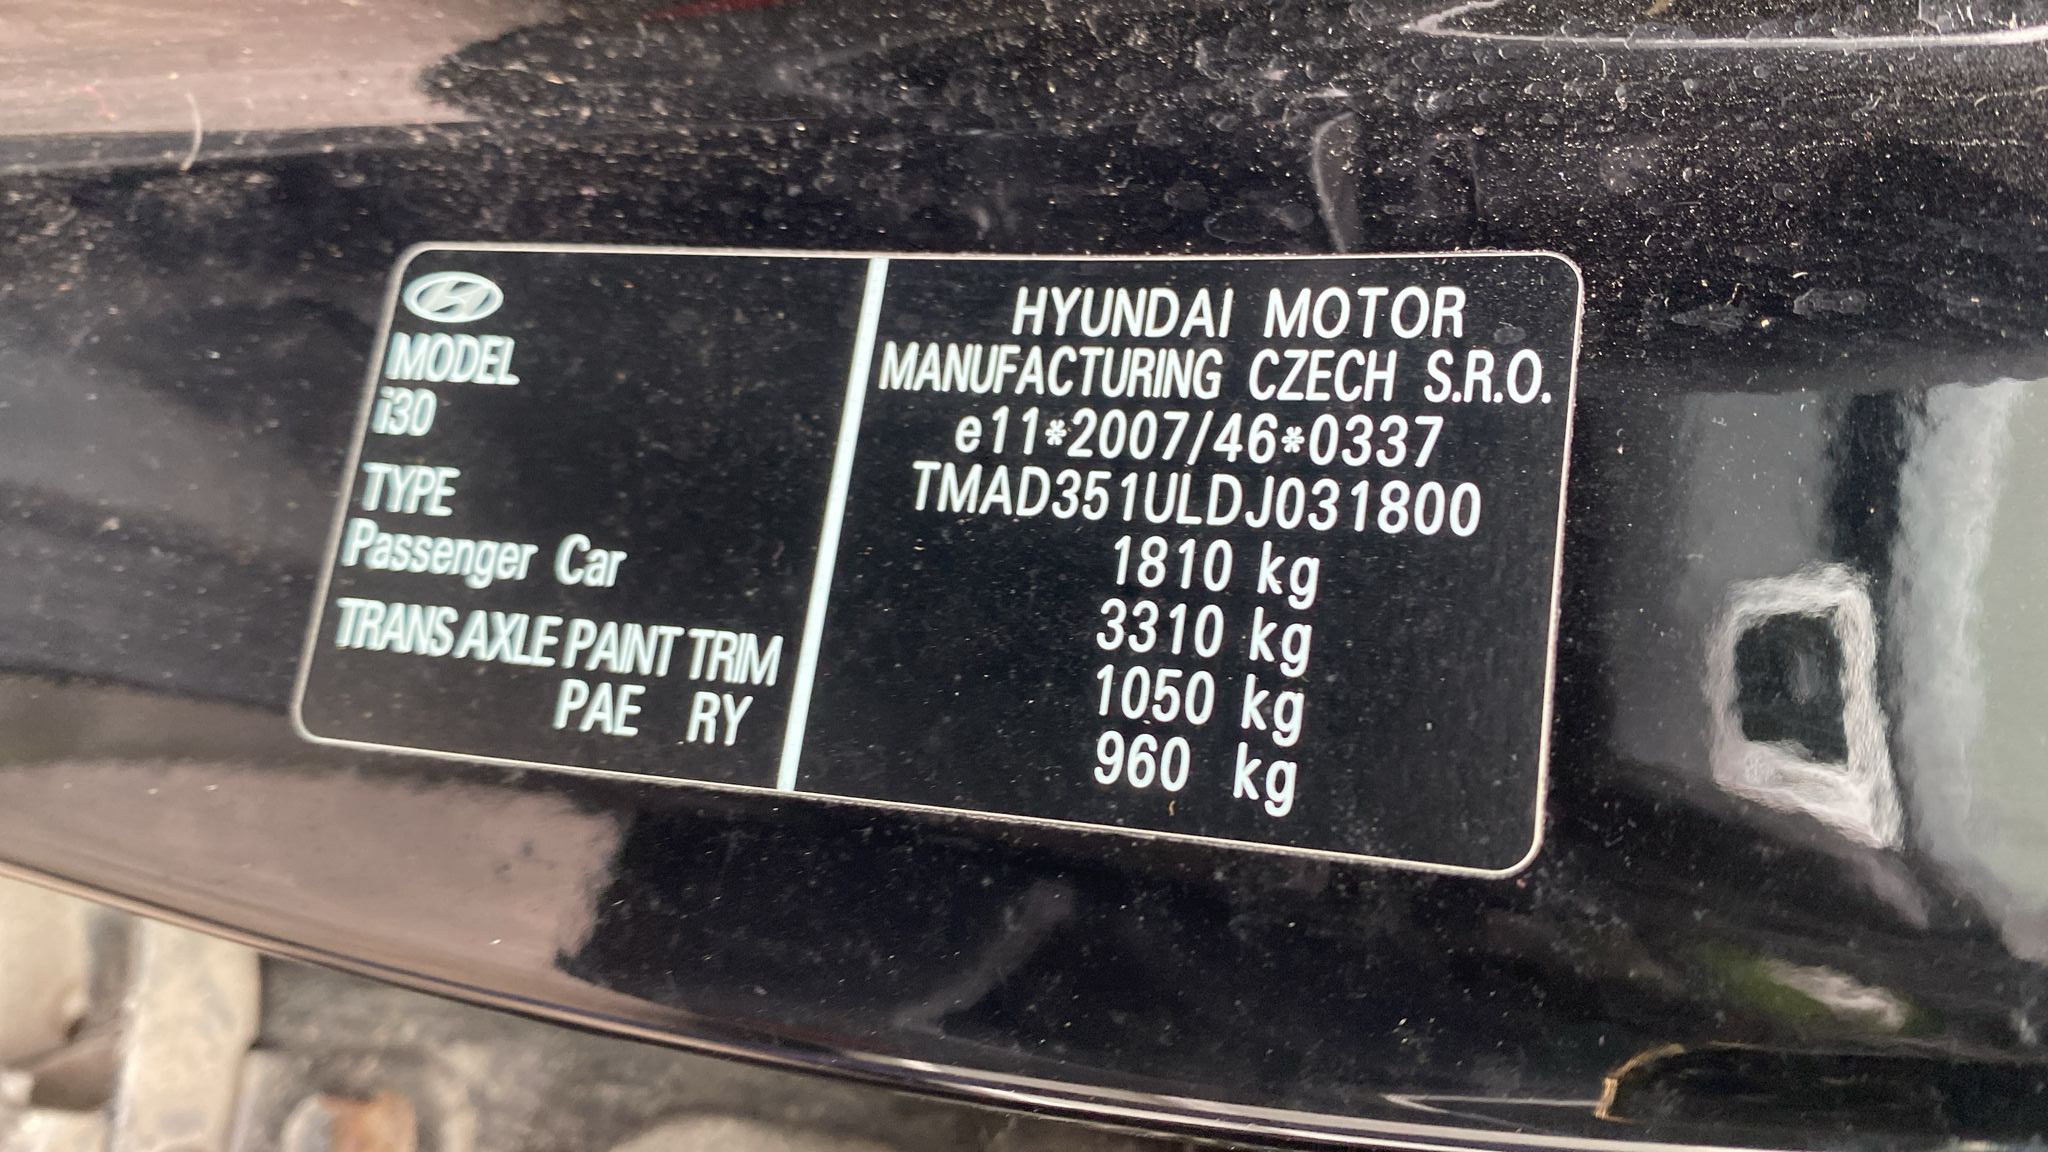 MODEL
i30
TYPE
Passenger Car
TRANS AXLE PAINT TRIM
PAE RY
HYUNDAI MOTOR
MANUFACTURING CZECH S.R.O.
e11*2007/46*0337
TMAD351ULDJ031800
1810 kg
3310 kg
1050 kg
960 kg